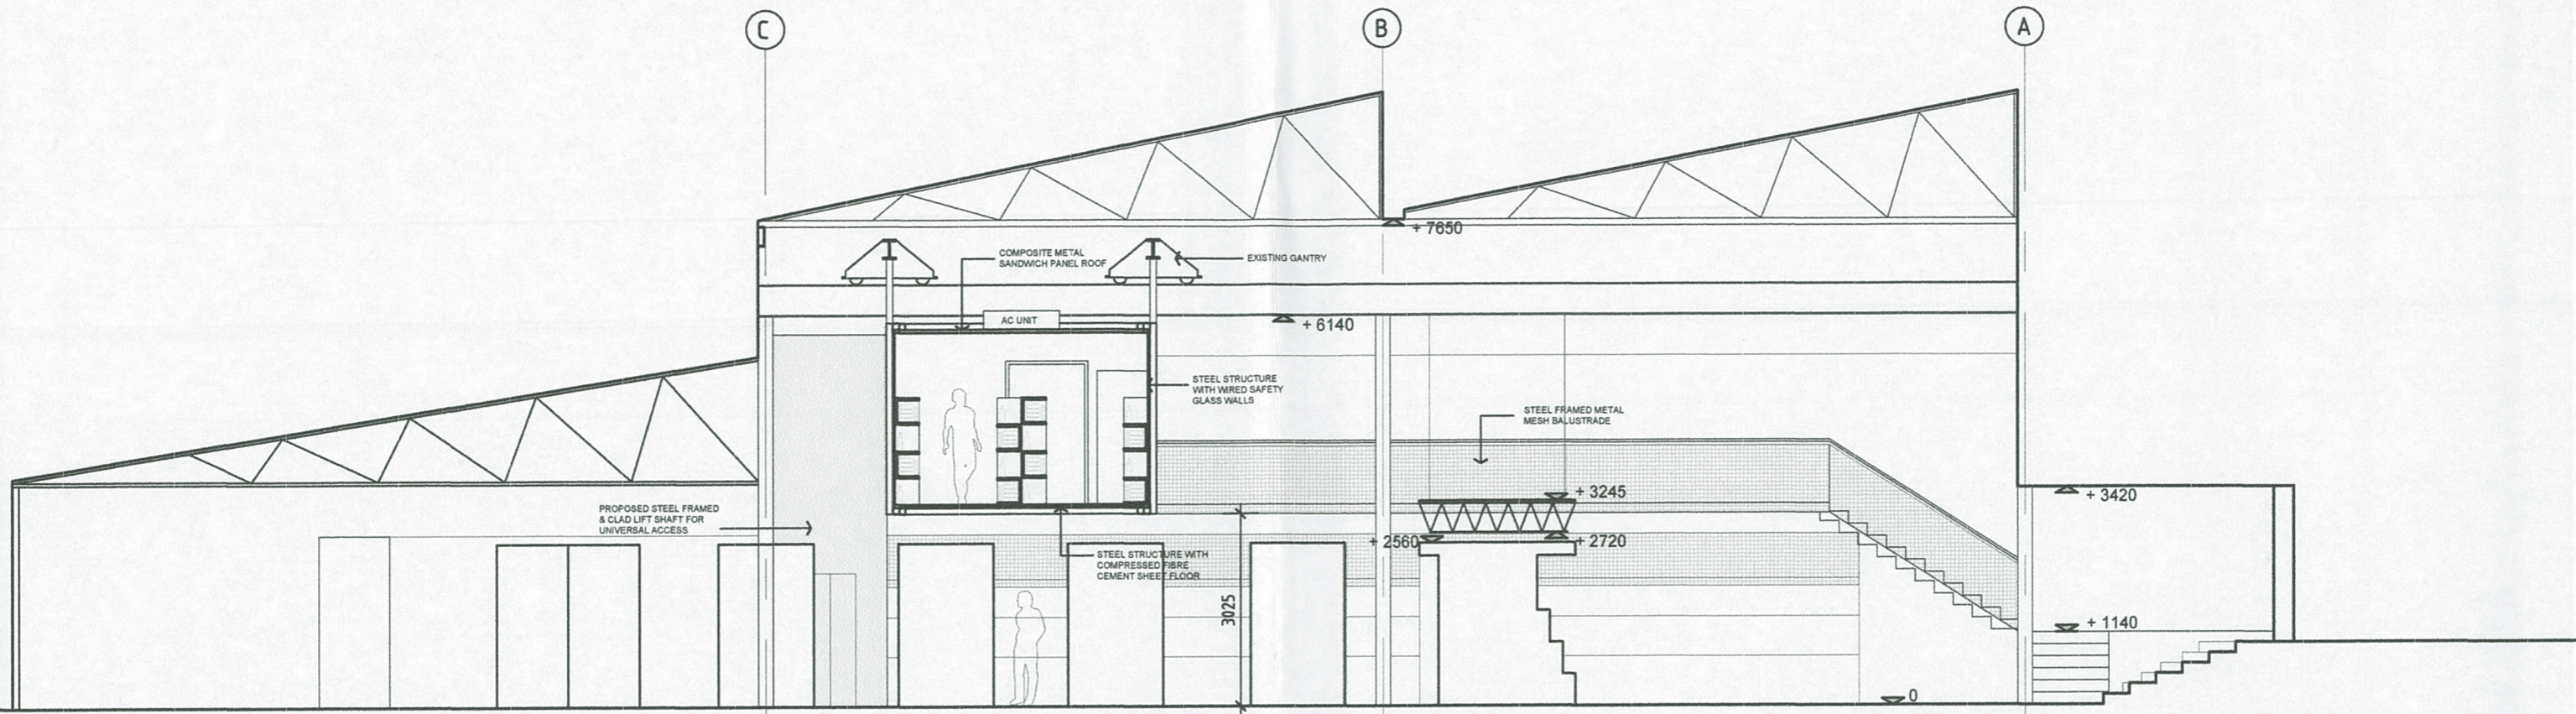 C
B
A
+ 7650
COMPOSITE METAL
SANDWICH PANEL ROOF
EXISTING GANTRY
AC UNIT
+ 6140
STEEL STRUCTURE
WITH WIRED SAFETY
GLASS WALLS
STEEL FRAMED METAL
MESH BALUSTRADE
+ 3245
+ 3420
PROPOSED STEEL FRAMED
& CLAD LIFT SHAFT FOR
UNIVERSAL ACCESS
+ 2560
+ 2720
STEEL STRUCTURE WITH
COMPRESSED FIBRE
CEMENT SHEET FLOOR
3025
+ 1140
0